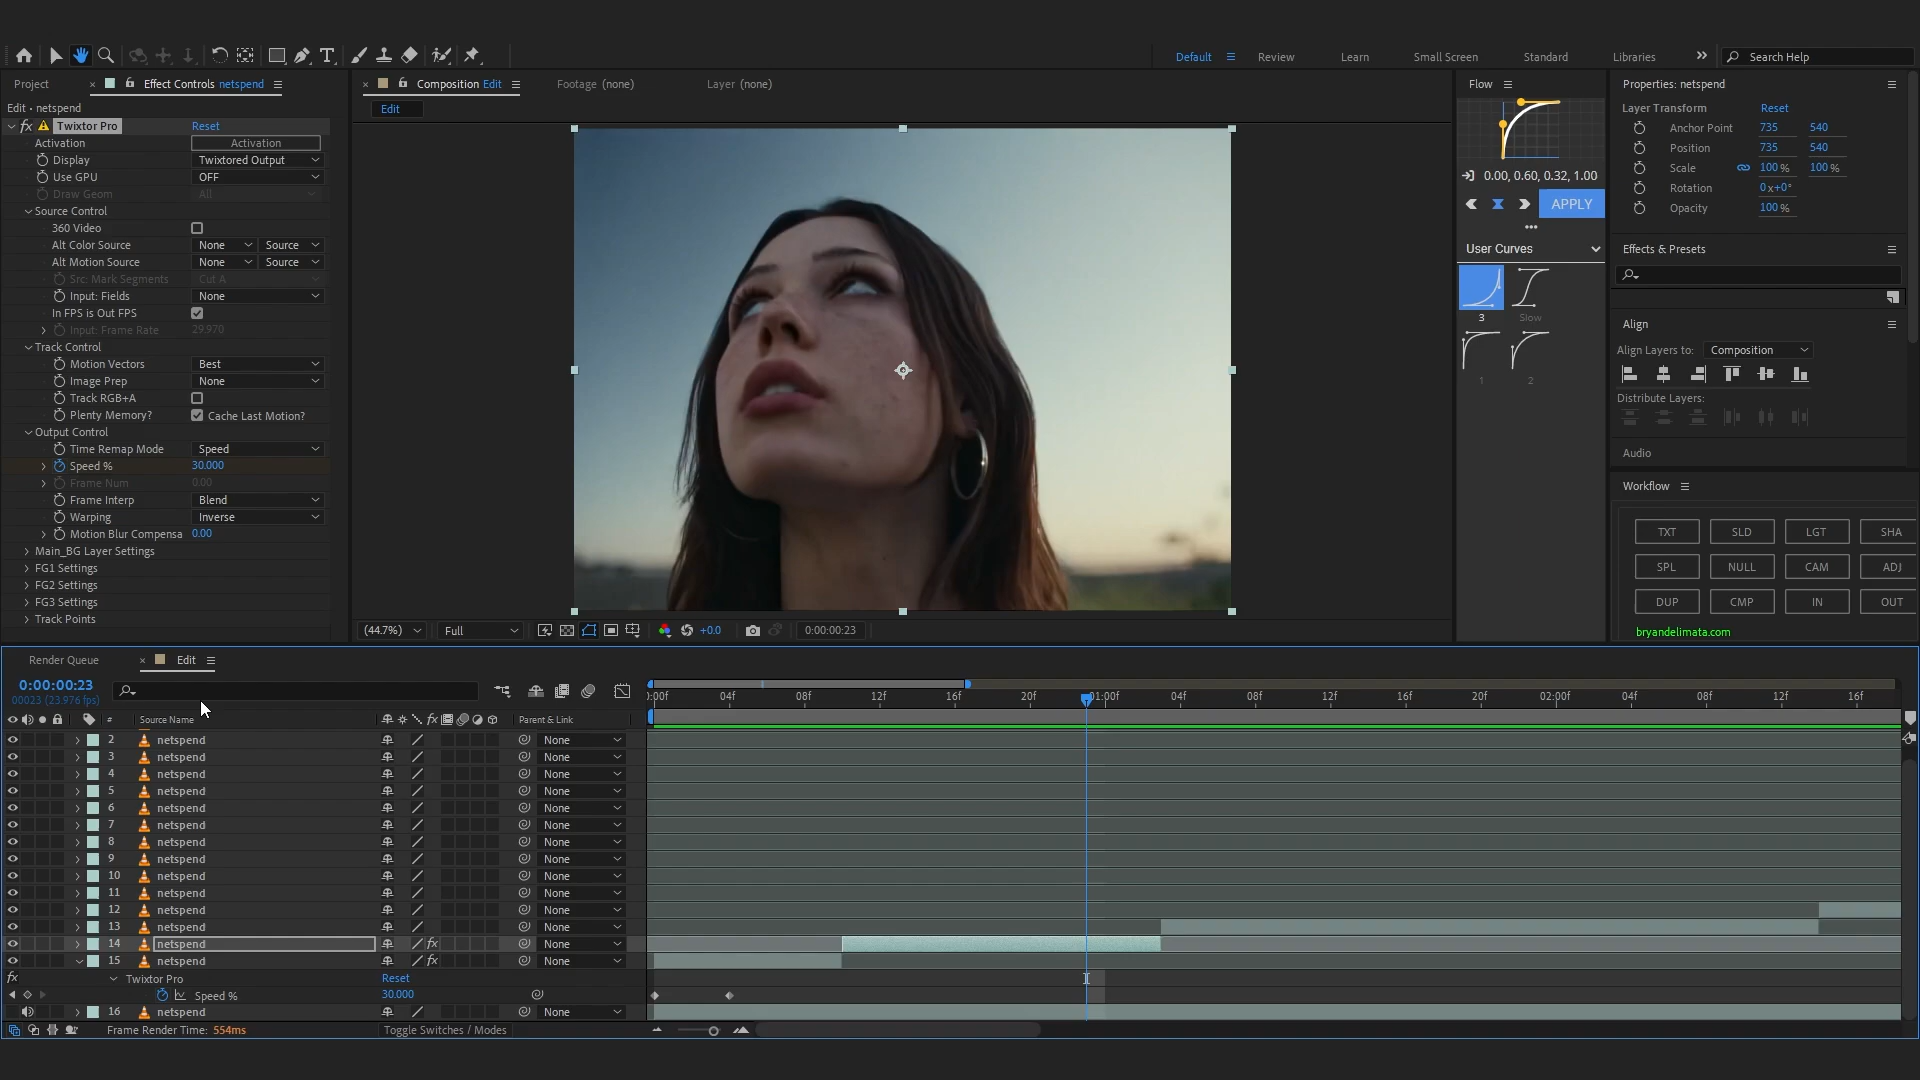 Default
Review
Learn
Small Screen
Standard
Libraries
Search Help
Project
Effect Controls netspend
Composition Edit
Footage (none)
Layer (none)
Flow
Properties: netspend
Edit • netspend
Edit
Layer Transform
Reset
Twixtor Pro
Reset
Anchor Point
735
540
Activation
Activation
Position
735
540
Display
Twixtored Output
Scale
100 %
100 %
Use GPU
OFF
0.00, 0.60, 0.32, 1.00
Rotation
0x+0°
Draw Geom
All
APPLY
Opacity
100 %
Source Control
360 Video
User Curves
Effects & Presets
Alt Color Source
None
Source
Alt Motion Source
None
Source
Src: Mark Segments
Cut A
Input: Fields
None
In FPS is Out FPS
3
Slow
Align
Input: Frame Rate
29.970
Track Control
Align Layers to:
Composition
Motion Vectors
Best
Image Prep
None
1
2
Track RGB+A
Distribute Layers:
Plenty Memory?
Cache Last Motion?
Output Control
Time Remap Mode
Speed
Audio
Speed %
30.000
Frame Num
0.00
Workflow
Frame Interp
Blend
Warping
Inverse
Motion Blur Compensa
0.00
TXT
SLD
LGT
SHA
Main_BG Layer Settings
FG1 Settings
SPL
NULL
CAM
ADJ
FG2 Settings
FG3 Settings
DUP
CMP
IN
OUT
Track Points
(44.7%)
Full
+0.0
0:00:00:23
bryandelimata.com
Render Queue
Edit
0:00:00:23
00023 (23.976 fps)
):00f
04f
08f
12f
16f
20f
01:00f
04f
08f
12f
16f
20f
02:00f
04f
08f
12f
16f
#
Source Name
Parent & Link
2
netspend
None
3
netspend
None
4
netspend
None
5
netspend
None
6
netspend
None
7
netspend
None
8
netspend
None
9
netspend
None
10
netspend
None
11
netspend
None
12
netspend
None
13
netspend
None
14
netspend
None
15
netspend
None
fx
Twixtor Pro
Reset
Speed %
30.000
16
netspend
None
Frame Render Time: 554ms
Toggle Switches / Modes